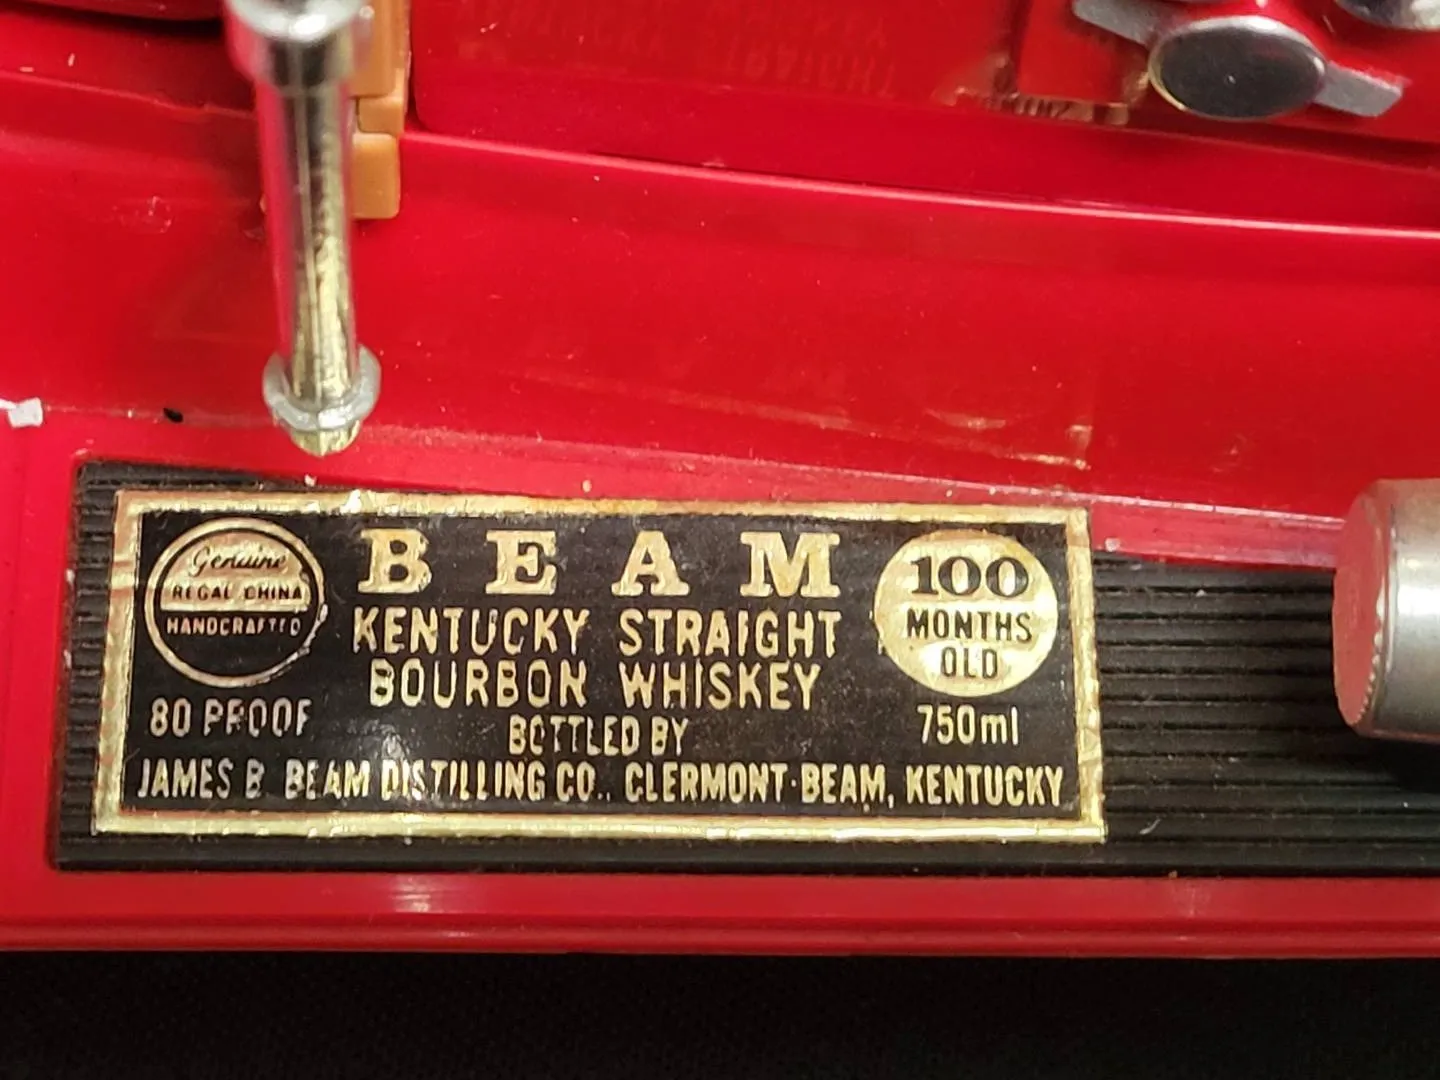 Genuine
REGAL CHINA
HANDCRAFTED
BEAM
KENTUCKY STRAIGHT
BOURBON WHISKEY
100
MONTHS
OLD
80 PROOF
750ml
BOTTLED BY
JAMES B. BEAM DISTILLING CO., CLERMONT·BEAM, KENTUCKY